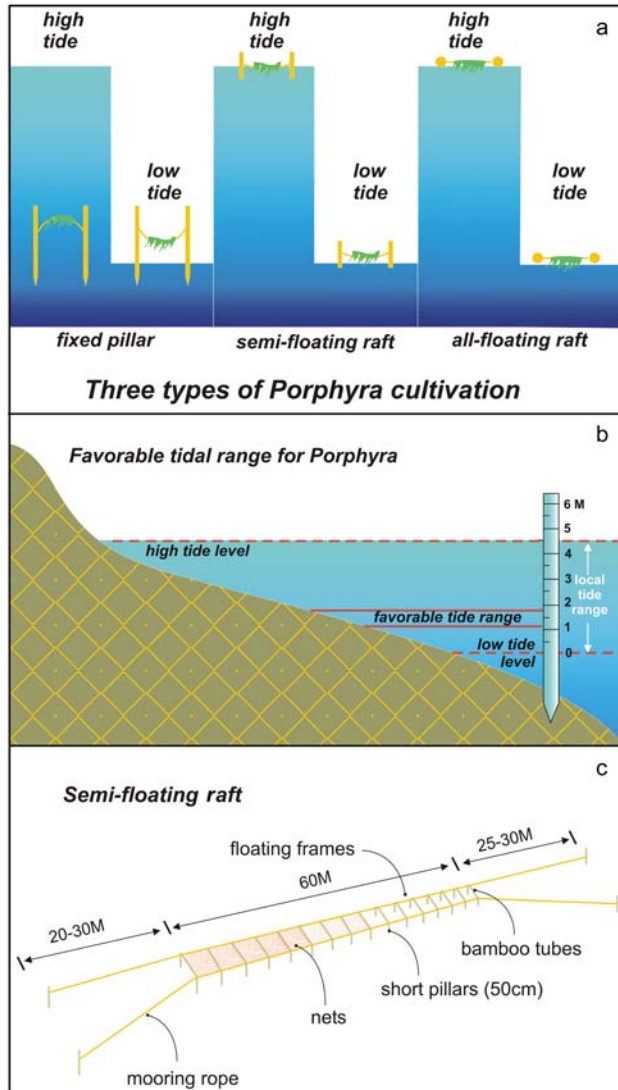 a
high tide
high tide
high tide
low tide
low tide
low tide
fixed pillar
semi-floating raft
all-floating raft
Three types of Porphyra cultivation
b
Favorable tidal range for Porphyra
6 M
5
4
3
2
1
0
high tide level
local tide range
favorable tide range
low tide level
c
Semi-floating raft
25-30M
floating frames
60M
20-30M
bamboo tubes
short pillars (50cm)
nets
mooring rope